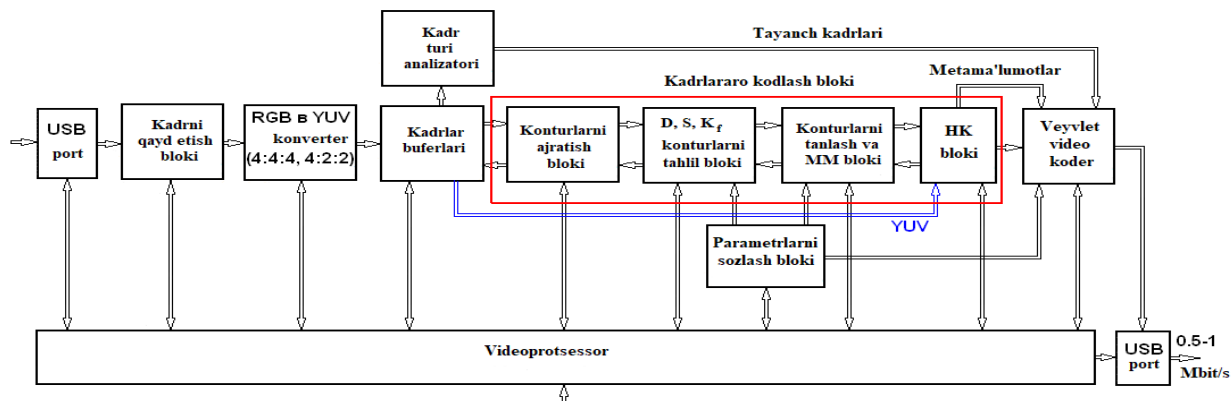 Kadr
turi
analizatori
Tayanch kadrlari
Kadrlararo kodlash bloki
Metama'lumotlar
USB
port
Kadrni
qayd etish
bloki
RGB в YUV
konverter
(4:4:4, 4:2:2)
Kadrlar
buferlari
Konturlarni
ajratish
bloki
D, S, Kf
konturlarni
tahlil bloki
Konturlarni
tanlash va
MM bloki
HK
bloki
Veyvlet
video
koder
YUV
Parametrlarni
sozlash bloki
Videoprotsessor
USB
port
0.5-1
Mbit/s